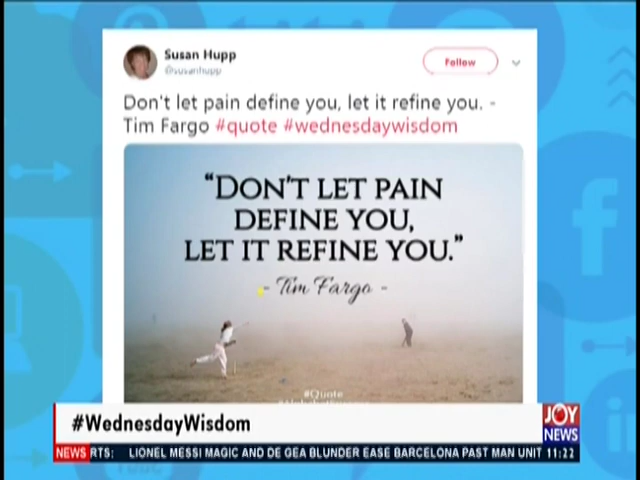 Susan Hupp
@susanhupp
Follow
Don't let pain define you, let it refine you. -
Tim Fargo #quote #wednesdaywisdom
“DON'T LET PAIN
DEFINE YOU,
LET IT REFINE YOU.”
- Tim Fargo -
#Quote
#WednesdayWisdom
JOY
NEWS
NEWS RTS: LIONEL MESSI MAGIC AND DE GEA BLUNDER EASE BARCELONA PAST MAN UNIT 11:22